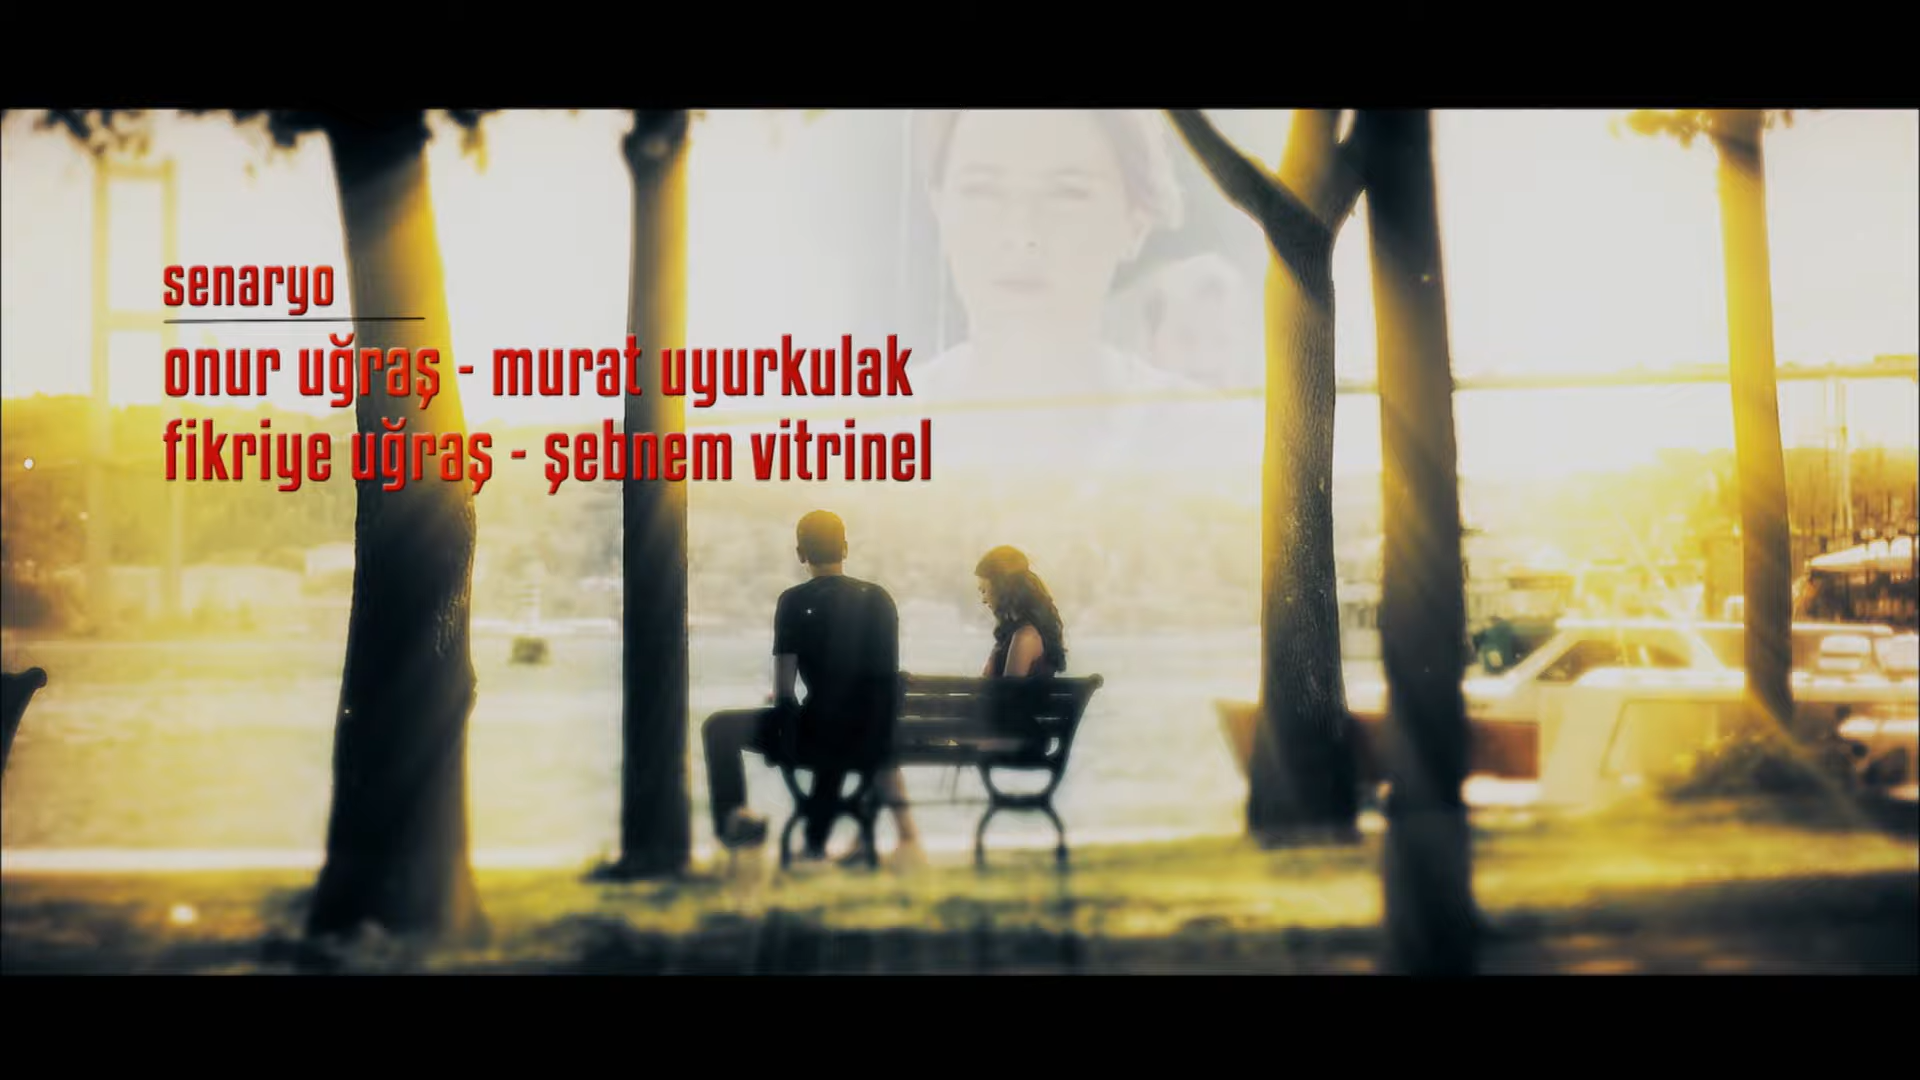 senaryo
onur uğraş - murat uyurkulak
fikriye uğraş - şebnem vitrinel